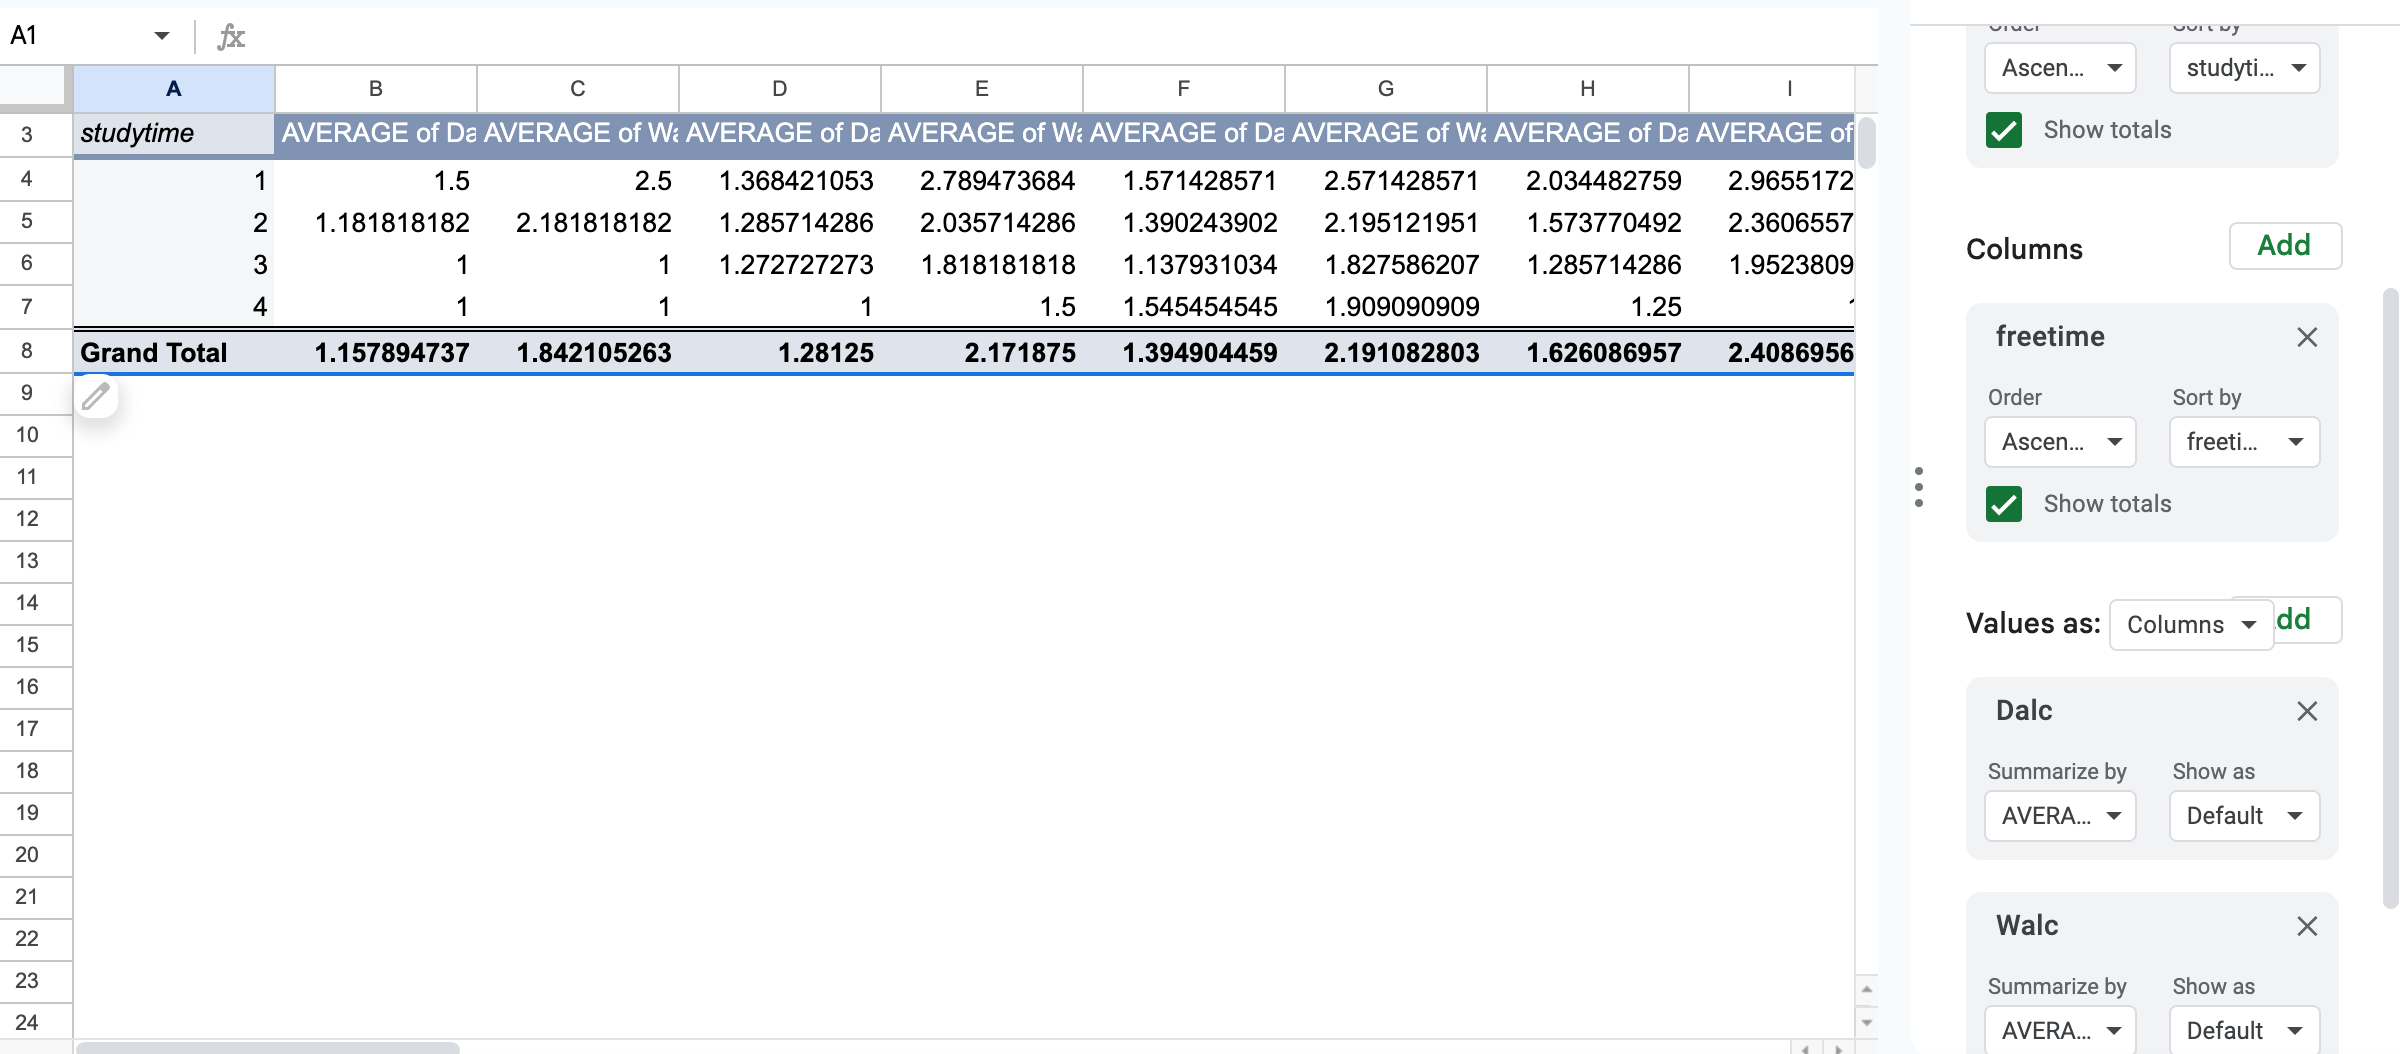 A1
fx
A B C D E F G H I
3 studytime AVERAGE of Da AVERAGE of Wa AVERAGE of Da AVERAGE of Wa AVERAGE of Da AVERAGE of Wa AVERAGE of Da AVERAGE of
4 1 1.5 2.5 1.368421053 2.789473684 1.571428571 2.571428571 2.034482759 2.9655172
5 2 1.181818182 2.181818182 1.285714286 2.035714286 1.390243902 2.195121951 1.573770492 2.3606557
6 3 1 1 1.272727273 1.818181818 1.137931034 1.827586207 1.285714286 1.9523809
7 4 1 1 1 1.5 1.545454545 1.909090909 1.25
8 Grand Total 1.157894737 1.842105263 1.28125 2.171875 1.394904459 2.191082803 1.626086957 2.4086956
9
10
11
12
13
14
15
16
17
18
19
20
21
22
23
24
Order Sort by
Ascen... studyti...
Show totals
Columns Add
freetime
Order Sort by
Ascen... freeti...
Show totals
Values as: Columns dd
Dalc
Summarize by Show as
AVERA... Default
Walc
Summarize by Show as
AVERA... Default